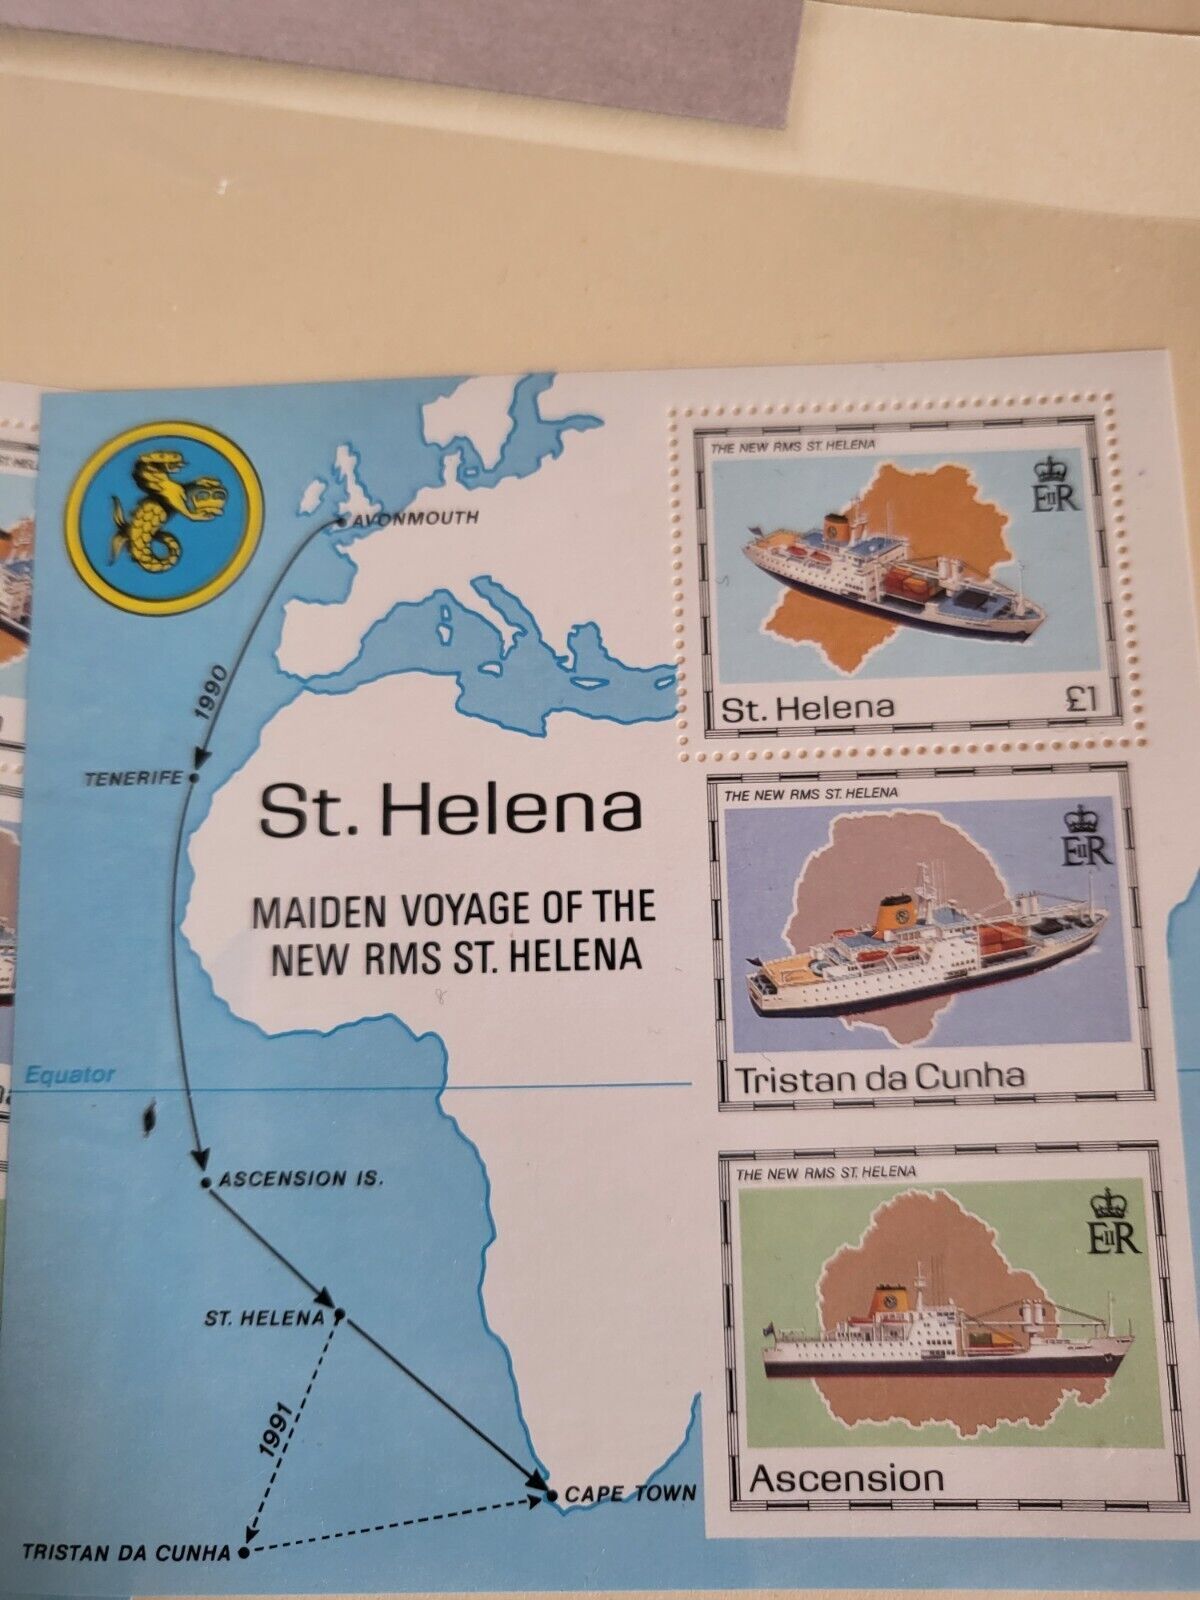 AVONMOUTH
1990
TENERIFE
St. Helena
MAIDEN VOYAGE OF THE
NEW RMS ST. HELENA
Equator
ASCENSION IS.
ST. HELENA
1991
CAPE TOWN
TRISTAN DA CUNHA
THE NEW RMS ST. HELENA
EIIR
St. Helena £1
THE NEW RMS ST. HELENA
EIIR
Tristan da Cunha
THE NEW RMS ST. HELENA
EIIR
Ascension